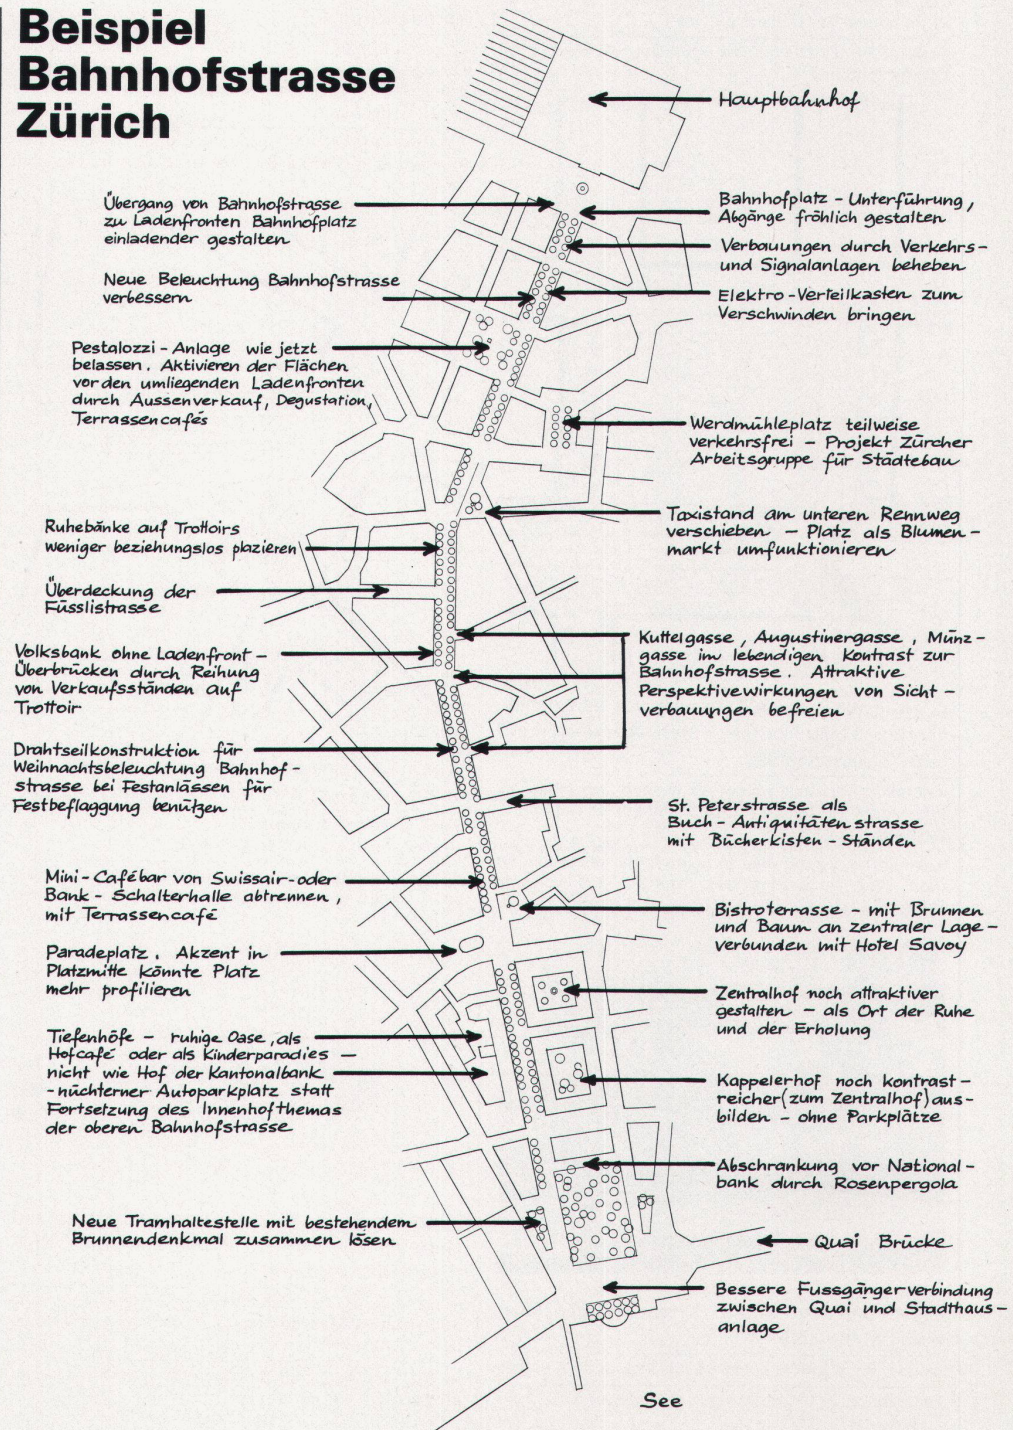 Beispiel
Bahnhofstrasse
Zürich
Hauptbahnhof
Übergang von Bahnhofstrasse
zu Ladenfronten Bahnhofplatz
einladender gestalten
Bahnhofplatz - Unterführung,
Abgänge fröhlich gestalten
Verbauungen durch Verkehrs-
und Signalanlagen beheben
Neue Beleuchtung Bahnhofstrasse
verbessern
Elektro-Verteilkasten zum
Verschwinden bringen
Pestalozzi-Anlage wie jetzt
belassen. Aktivieren der Flächen
vor den umliegenden Ladenfronten
durch Aussenverkauf, Degustation,
Terrassencafés
Werdmühleplatz teilweise
verkehrsfrei - Projekt Zürcher
Arbeitsgruppe für Städtebau
Taxistand am unteren Rennweg
verschieben - Platz als Blumen-
markt umfunktionieren
Ruhebänke auf Trottoirs
weniger beziehungslos plazieren
Überdeckung der
Füsslistrasse
Kuttelgasse, Augustinergasse, Münz-
gasse im lebendigen Kontrast zur
Bahnhofstrasse. Attraktive
Perspektivewirkungen von Sicht-
verbauungen befreien
Volksbank ohne Ladenfront -
Überbrücken durch Reihung
von Verkaufsständen auf
Trottoir
Drahtseilkonstruktion für
Weihnachtsbeleuchtung Bahnhof-
strasse bei Festanlässen für
Festbeflaggung benützen
St. Peterstrasse als
Buch-Antiquitätenstrasse
mit Bücherkisten-Ständen
Mini-Cafébar von Swissair-oder
Bank-Schalterhalle abtrennen,
mit Terrassencafé
Bistroterrasse - mit Brunnen
und Baum an zentraler Lage -
verbunden mit Hotel Savoy
Paradeplatz. Akzent in
Platzmitte könnte Platz
mehr profilieren
Zentralhof noch attraktiver
gestalten - als Ort der Ruhe
und der Erholung
Tiefenhöfe - ruhige Oase, als
Hofcafé oder als Kinderparadies -
nicht wie Hof der Kantonalbank
- nüchterner Autoparkplatz statt
Fortsetzung des Innenhofthemas
der oberen Bahnhofstrasse
Kappelerhof noch kontrast-
reicher (zum Zentralhof) aus-
bilden - ohne Parkplätze
Abschrankung vor National-
bank durch Rosenpergola
Neue Tramhaltestelle mit bestehendem
Brunnendenkmal zusammen lösen
Quai Brücke
Bessere Fussgängerverbindung
zwischen Quai und Stadthaus-
anlage
See